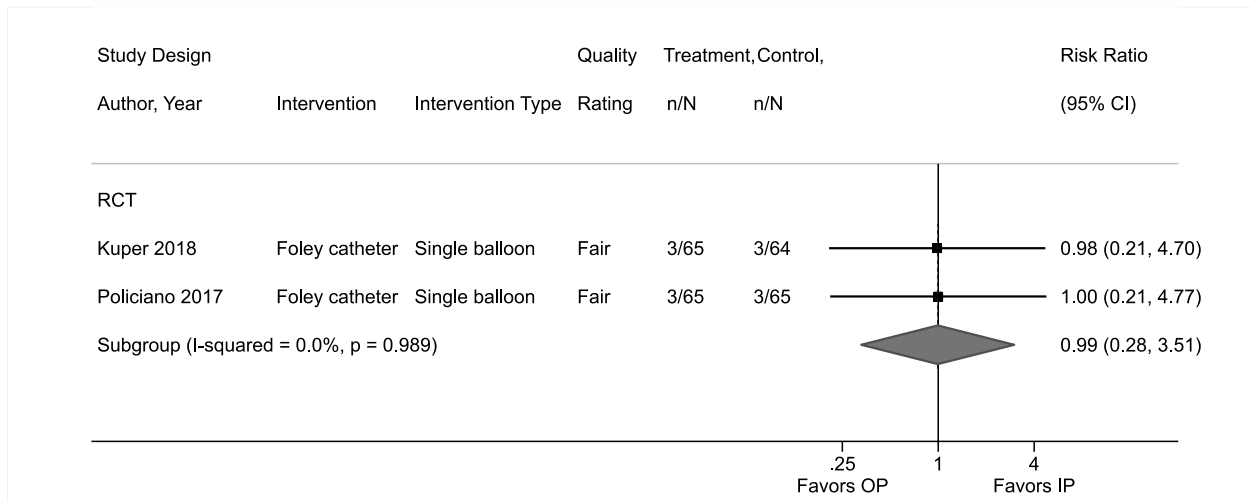 Study Design Quality Treatment, Control, Risk Ratio
Author, Year Intervention Intervention Type Rating n/N n/N (95% CI)
RCT
Kuper 2018 Foley catheter Single balloon Fair 3/65 3/64 0.98 (0.21, 4.70)
Policiano 2017 Foley catheter Single balloon Fair 3/65 3/65 1.00 (0.21, 4.77)
Subgroup (I-squared = 0.0%, p = 0.989) 0.99 (0.28, 3.51)
.25 1 4
Favors OP Favors IP